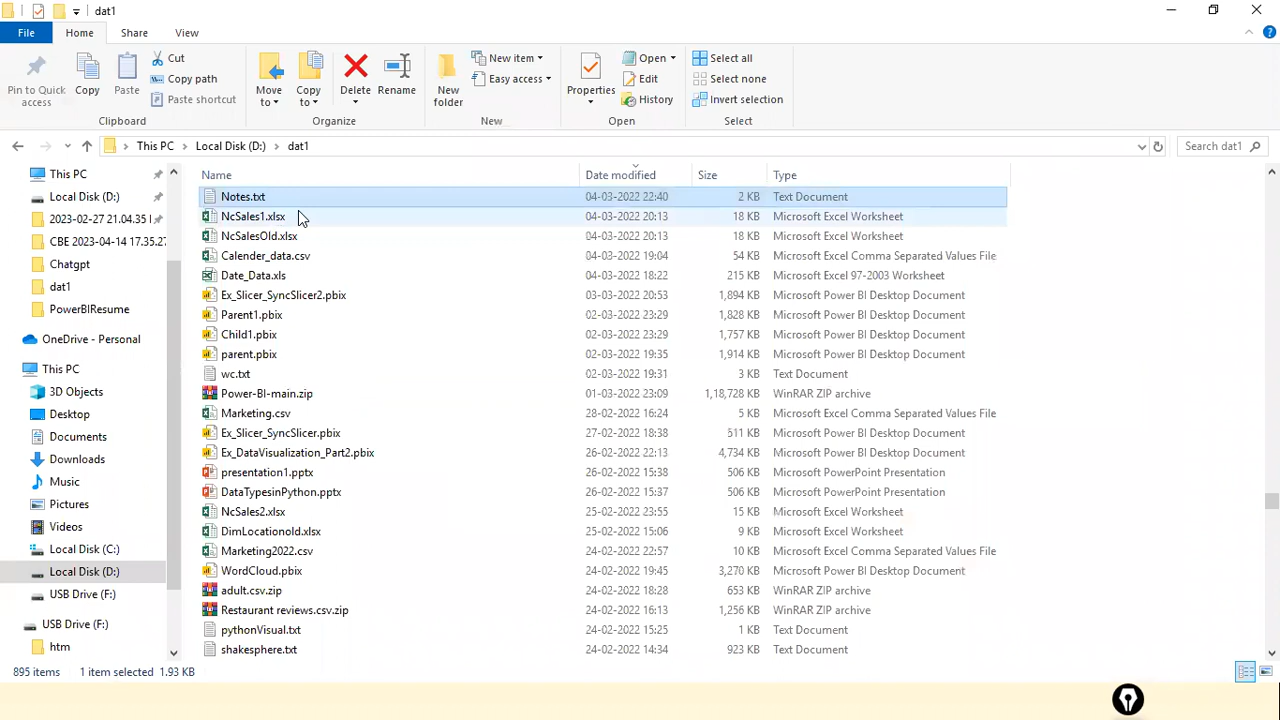 dat1
File Home Share View
Pin to Quick access
Copy
Paste
Cut
Copy path
Paste shortcut
Clipboard
Move to
Copy to
Delete
Rename
Organize
New folder
New item
Easy access
New
Properties
Open
Edit
History
Open
Select all
Select none
Invert selection
Select
This PC Local Disk (D:) dat1
Search dat1
This PC
Local Disk (D:)
2023-02-27 21.04.35
CBE 2023-04-14 17.35.27
Chatgpt
dat1
PowerBIResume
OneDrive - Personal
This PC
3D Objects
Desktop
Documents
Downloads
Music
Pictures
Videos
Local Disk (C:)
Local Disk (D:)
USB Drive (F:)
USB Drive (F:)
htm
Name Date modified Size Type
Notes.txt 04-03-2022 22:40 2 KB Text Document
NcSales1.xlsx 04-03-2022 20:13 18 KB Microsoft Excel Worksheet
NcSalesOld.xlsx 04-03-2022 20:13 18 KB Microsoft Excel Worksheet
Calender_data.csv 04-03-2022 19:04 54 KB Microsoft Excel Comma Separated Values File
Date_Data.xls 04-03-2022 18:22 215 KB Microsoft Excel 97-2003 Worksheet
Ex_Slicer_SyncSlicer2.pbix 03-03-2022 20:53 1,894 KB Microsoft Power BI Desktop Document
Parent1.pbix 02-03-2022 23:29 1,828 KB Microsoft Power BI Desktop Document
Child1.pbix 02-03-2022 23:29 1,757 KB Microsoft Power BI Desktop Document
parent.pbix 02-03-2022 19:35 1,914 KB Microsoft Power BI Desktop Document
wc.txt 02-03-2022 19:31 3 KB Text Document
Power-BI-main.zip 01-03-2022 23:09 1,18,728 KB WinRAR ZIP archive
Marketing.csv 28-02-2022 16:24 5 KB Microsoft Excel Comma Separated Values File
Ex_Slicer_SyncSlicer.pbix 27-02-2022 18:38 511 KB Microsoft Power BI Desktop Document
Ex_DataVisualization_Part2.pbix 26-02-2022 22:13 4,734 KB Microsoft Power BI Desktop Document
presentation1.pptx 26-02-2022 15:38 506 KB Microsoft PowerPoint Presentation
DataTypesinPython.pptx 26-02-2022 15:37 506 KB Microsoft PowerPoint Presentation
NcSales2.xlsx 25-02-2022 23:55 15 KB Microsoft Excel Worksheet
DimLocationold.xlsx 25-02-2022 15:06 9 KB Microsoft Excel Worksheet
Marketing2022.csv 24-02-2022 22:57 10 KB Microsoft Excel Comma Separated Values File
WordCloud.pbix 24-02-2022 19:45 3,270 KB Microsoft Power BI Desktop Document
adult.csv.zip 24-02-2022 18:28 653 KB WinRAR ZIP archive
Restaurant reviews.csv.zip 24-02-2022 16:13 1,256 KB WinRAR ZIP archive
pythonVisual.txt 24-02-2022 15:25 1 KB Text Document
shakesphere.txt 24-02-2022 14:34 923 KB Text Document
895 items 1 item selected 1.93 KB